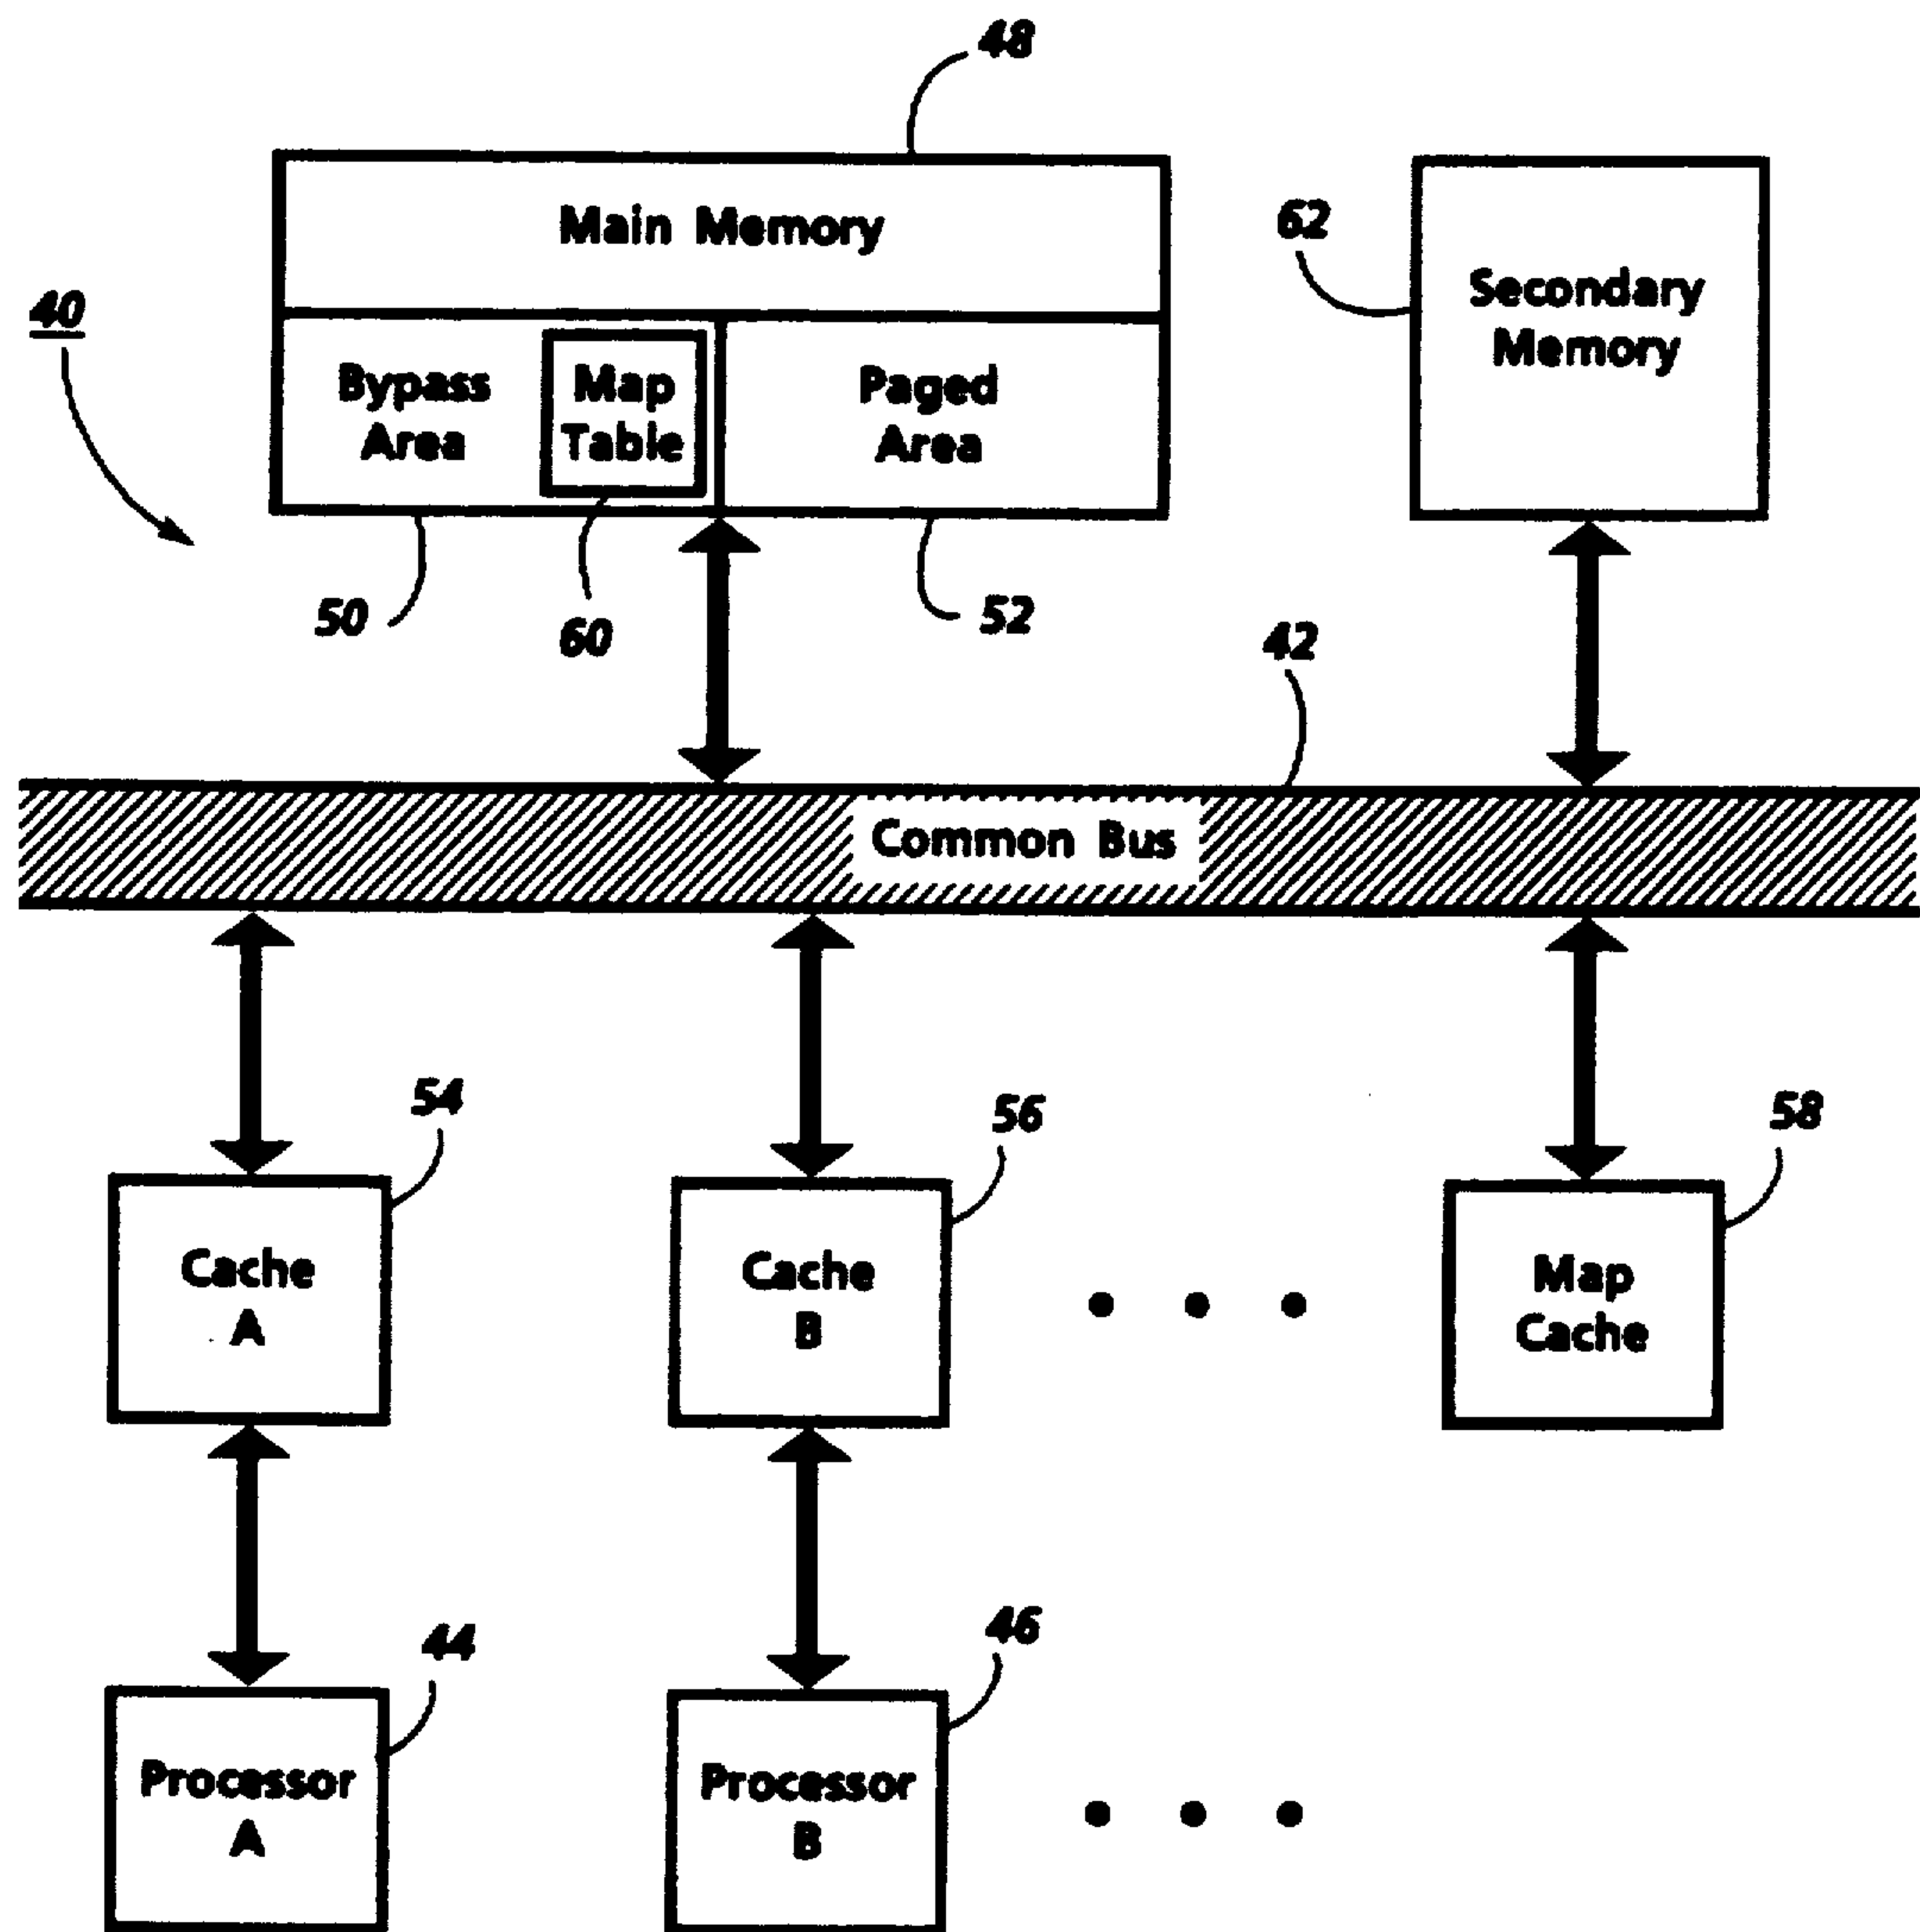 48
Main Memory
62
Secondary
Memory
40
Bypass
Area
Map
Table
Paged
Area
50
60
52
42
Common Bus
54
56
58
Cache
A
Cache
B
Map
Cache
44
46
Processor
A
Processor
B